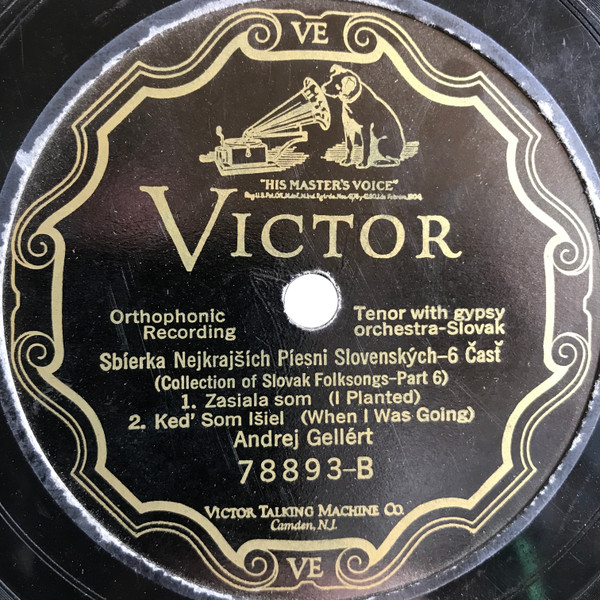 VE
"HIS MASTER'S VOICE"
VICTOR
Orthophonic Recording
Tenor with gypsy orchestra-Slovak
Sbíerka Nejkrajších Píesni Slovenských–6 Časť
(Collection of Slovak Folksongs–Part 6)
1. Zasiala som (I Planted)
2. Keď Som Išiel (When I Was Going)
Andrej Gellért
78893-B
VICTOR TALKING MACHINE CO.
Camden, N.J.
VE